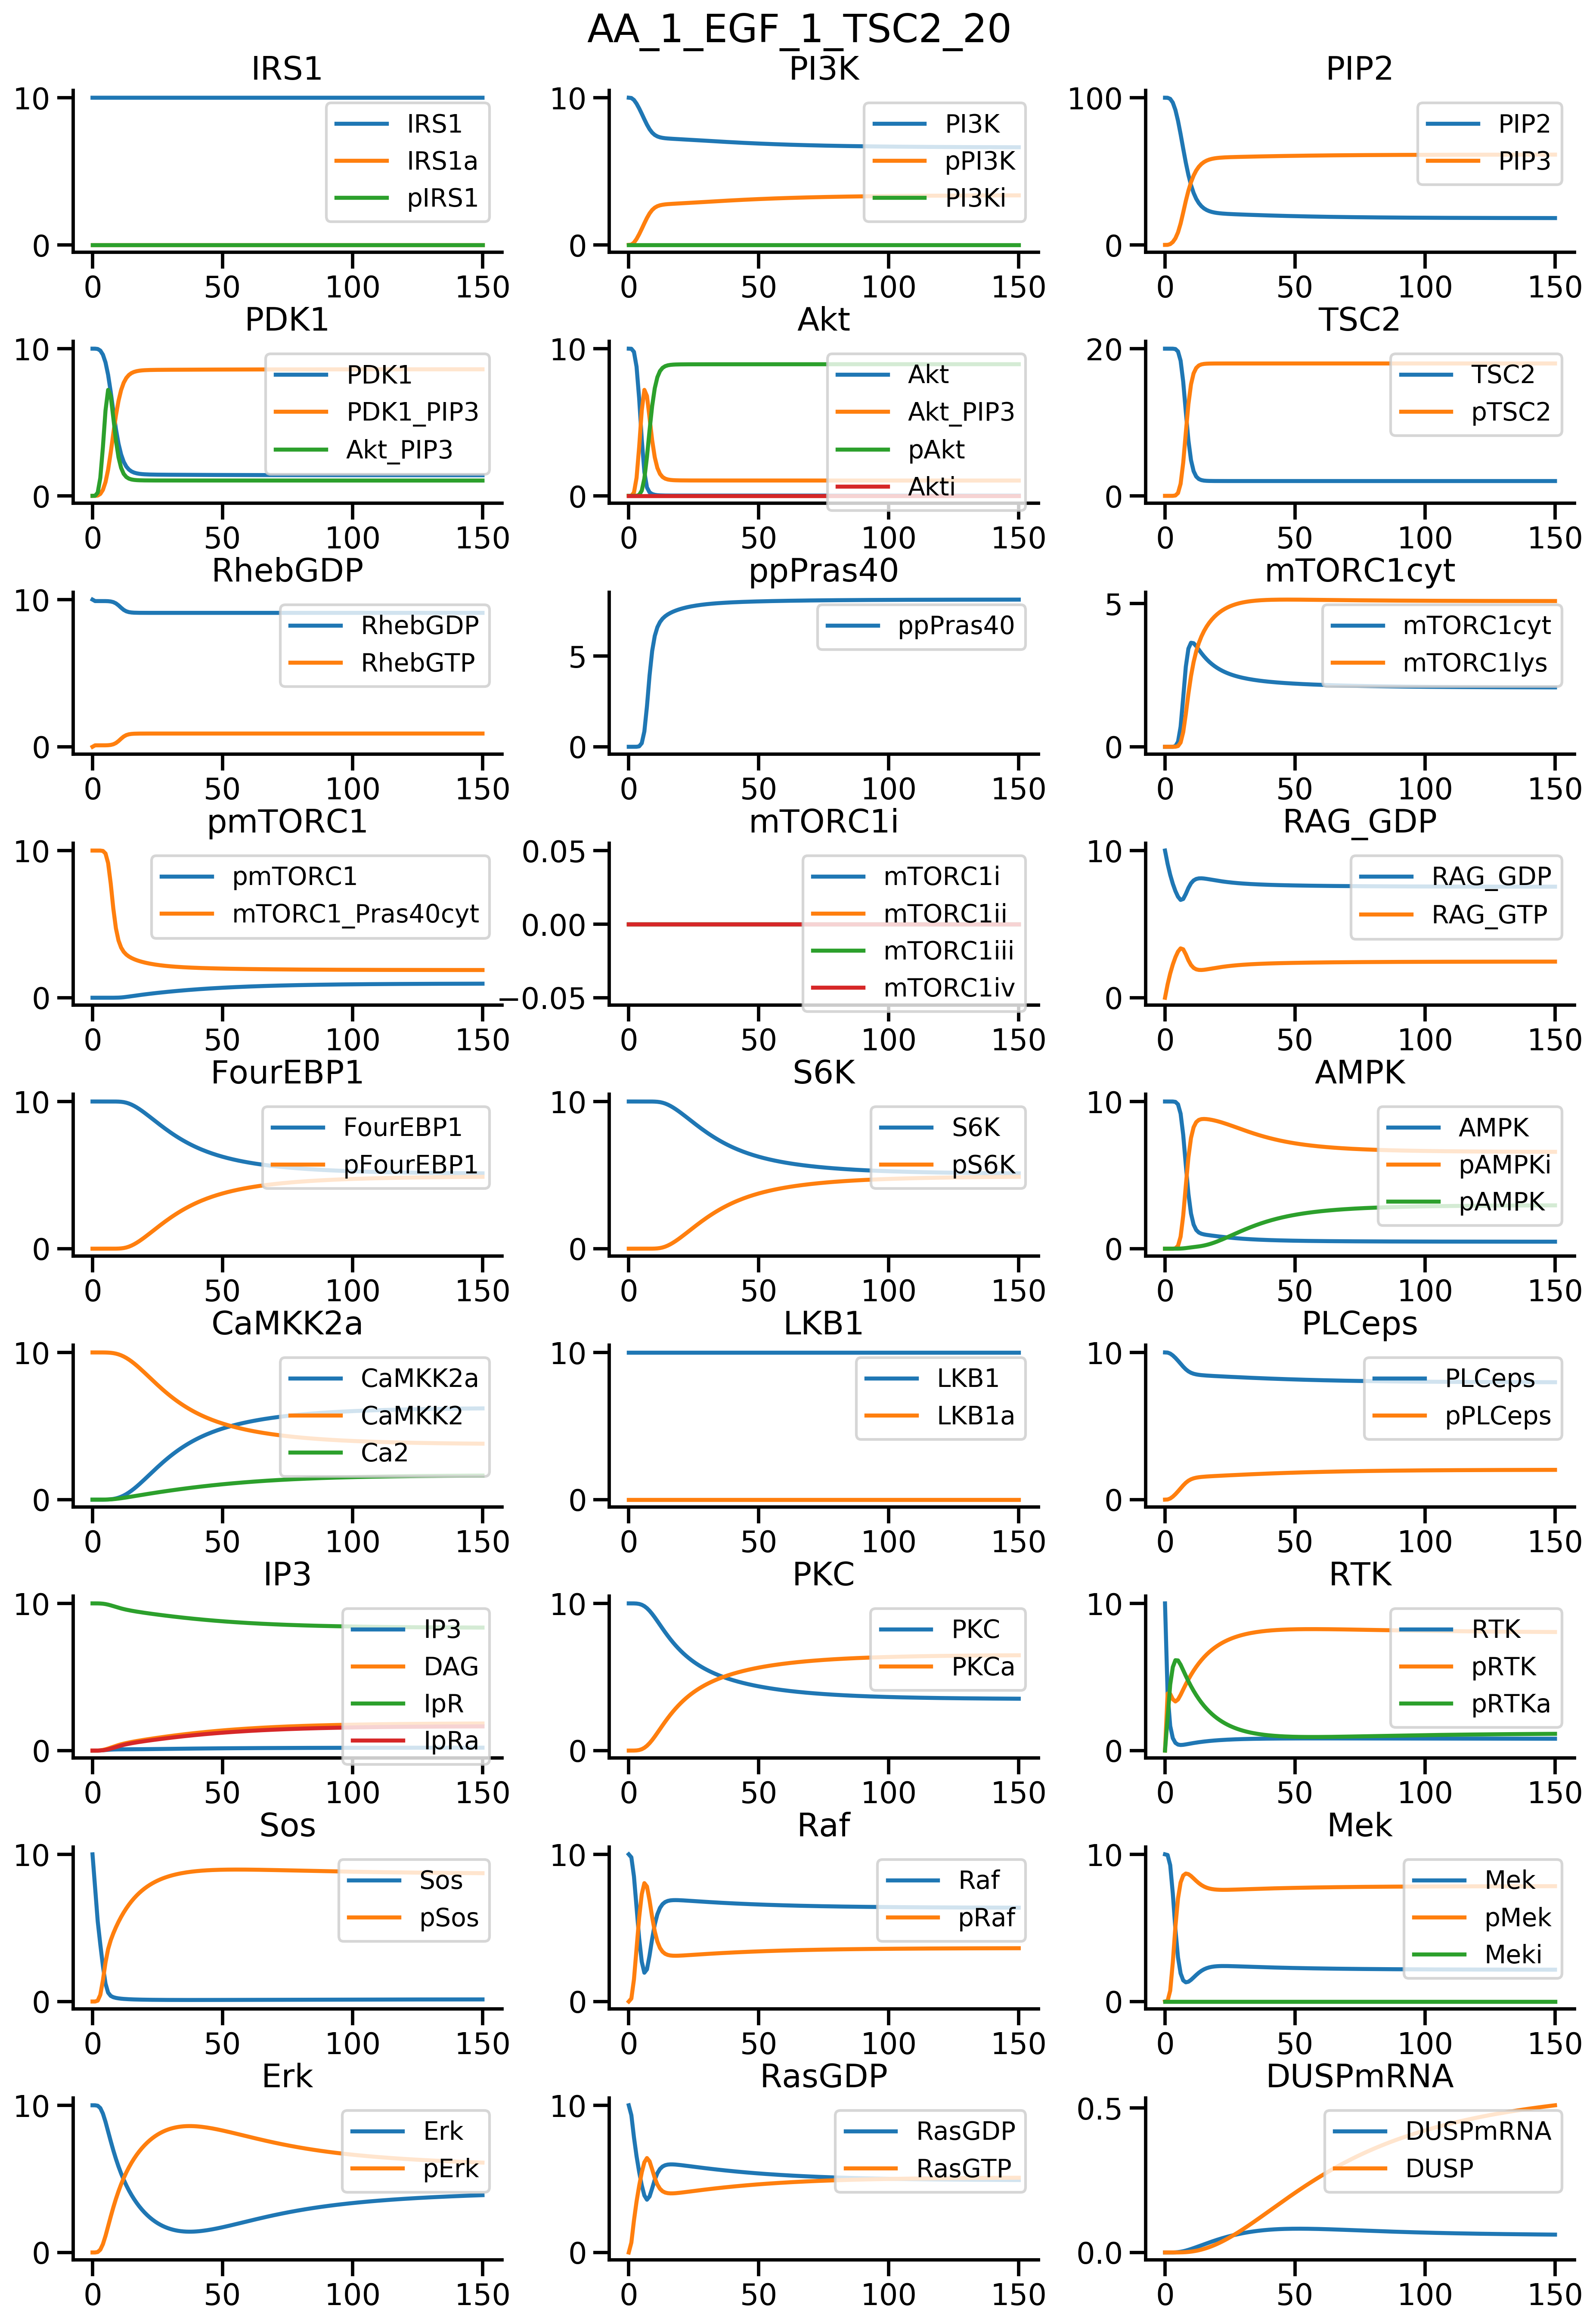 AA_1_EGF_1_TSC2_20
IRS1 PI3K PIP2
10 IRS1 IRS1a pIRS1 0 0 50 100 150
10 PI3K pPI3K PI3Ki 0 0 50 100 150
100 PIP2 PIP3 0 0 50 100 150
PDK1 Akt TSC2
10 PDK1 PDK1_PIP3 Akt_PIP3 0 0 50 100 150
10 Akt Akt_PIP3 pAkt Akti 0 0 50 100 150
20 TSC2 pTSC2 0 0 50 100 150
RhebGDP ppPras40 mTORC1cyt
10 RhebGDP RhebGTP 0 0 50 100 150
5 ppPras40 0 0 50 100 150
5 mTORC1cyt mTORC1lys 0 0 50 100 150
pmTORC1 mTORC1i RAG_GDP
10 pmTORC1 mTORC1_Pras40cyt 0 0 50 100 150
0.05 0.00 −0.05 mTORC1i mTORC1ii mTORC1iii mTORC1iv 0 50 100 150
10 RAG_GDP RAG_GTP 0 0 50 100 150
FourEBP1 S6K AMPK
10 FourEBP1 pFourEBP1 0 0 50 100 150
10 S6K pS6K 0 0 50 100 150
10 AMPK pAMPKi pAMPK 0 0 50 100 150
CaMKK2a LKB1 PLCeps
10 CaMKK2a CaMKK2 Ca2 0 0 50 100 150
10 LKB1 LKB1a 0 0 50 100 150
10 PLCeps pPLCeps 0 0 50 100 150
IP3 PKC RTK
10 IP3 DAG IpR IpRa 0 0 50 100 150
10 PKC PKCa 0 0 50 100 150
10 RTK pRTK pRTKa 0 0 50 100 150
Sos Raf Mek
10 Sos pSos 0 0 50 100 150
10 Raf pRaf 0 0 50 100 150
10 Mek pMek Meki 0 0 50 100 150
Erk RasGDP DUSPmRNA
10 Erk pErk 0 0 50 100 150
10 RasGDP RasGTP 0 0 50 100 150
0.5 DUSPmRNA DUSP 0.0 0 50 100 150